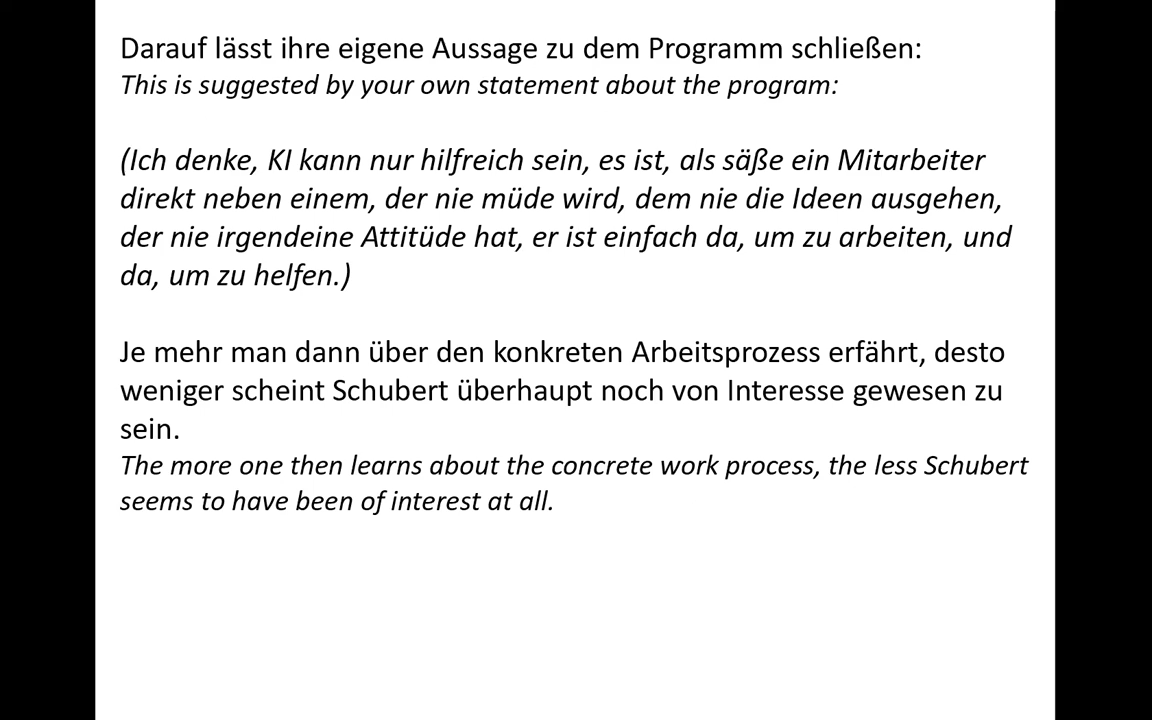 Darauf lässt ihre eigene Aussage zu dem Programm schließen:
This is suggested by your own statement about the program:
(Ich denke, KI kann nur hilfreich sein, es ist, als säße ein Mitarbeiter
direkt neben einem, der nie müde wird, dem nie die Ideen ausgehen,
der nie irgendeine Attitüde hat, er ist einfach da, um zu arbeiten, und
da, um zu helfen.)
Je mehr man dann über den konkreten Arbeitsprozess erfährt, desto
weniger scheint Schubert überhaupt noch von Interesse gewesen zu
sein.
The more one then learns about the concrete work process, the less Schubert
seems to have been of interest at all.